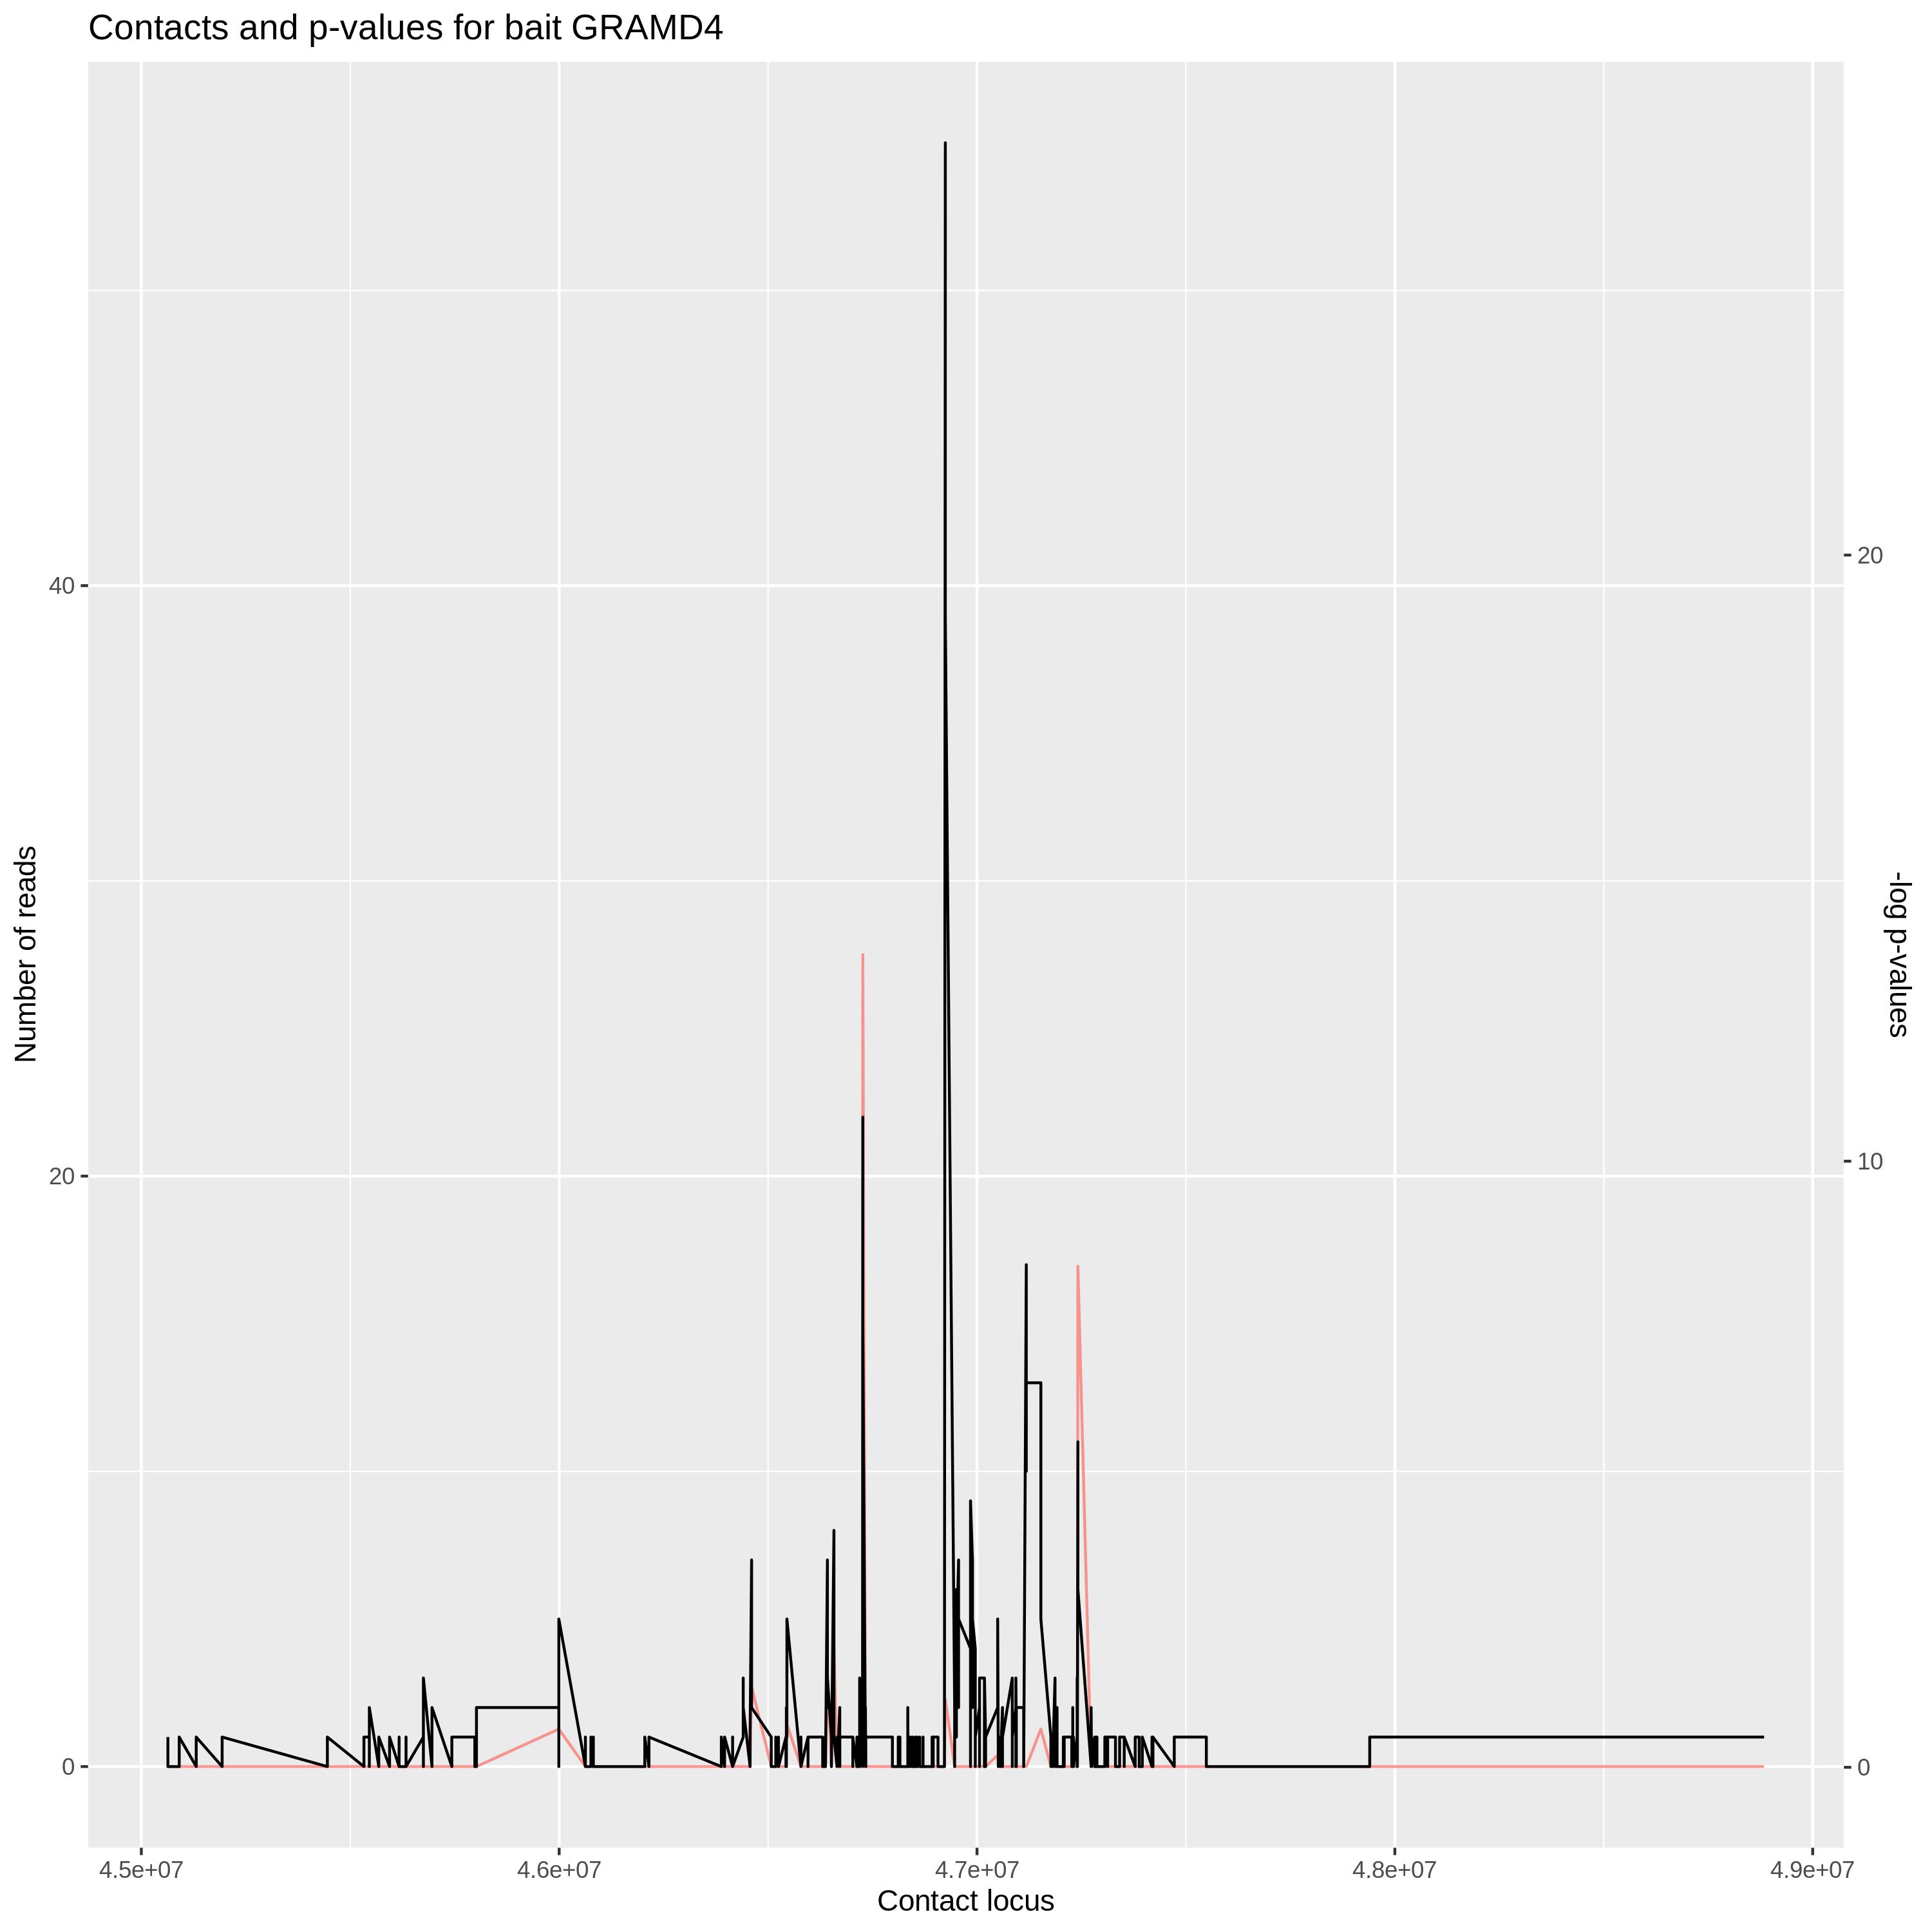 Contacts and p-values for bait GRAMD4
Number of reads
40
20
0
20
10
0
-log p-values
4.5e+07
4.6e+07
4.7e+07
4.8e+07
4.9e+07
Contact locus